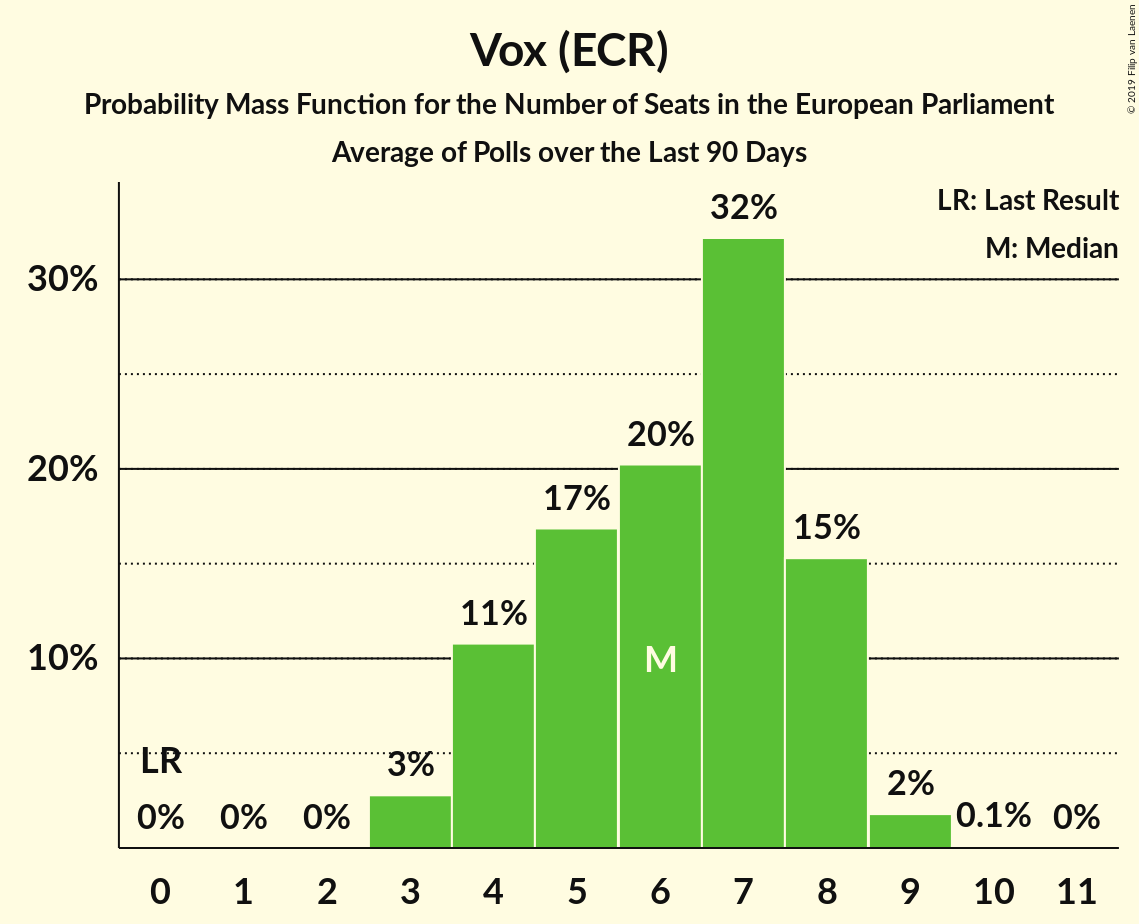 Vox (ECR)
Probability Mass Function for the Number of Seats in the European Parliament
Average of Polls over the Last 90 Days
© 2019 Filip van Laenen
LR: Last Result
M: Median
32%
30%
20%
20%
17%
15%
11%
10%
M
LR
3%
2%
0% 0% 0% 0.1% 0%
0 1 2 3 4 5 6 7 8 9 10 11